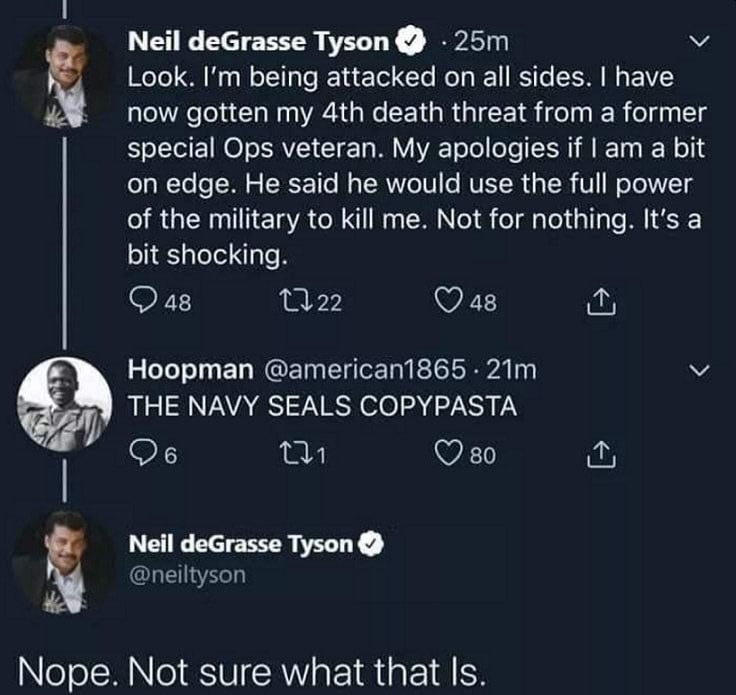 Neil deGrasse Tyson · 25m
Look. I'm being attacked on all sides. I have
now gotten my 4th death threat from a former
special Ops veteran. My apologies if I am a bit
on edge. He said he would use the full power
of the military to kill me. Not for nothing. It's a
bit shocking.
48 22 48
Hoopman @american1865 · 21m
THE NAVY SEALS COPYPASTA
6 1 80
Neil deGrasse Tyson
@neiltyson
Nope. Not sure what that Is.